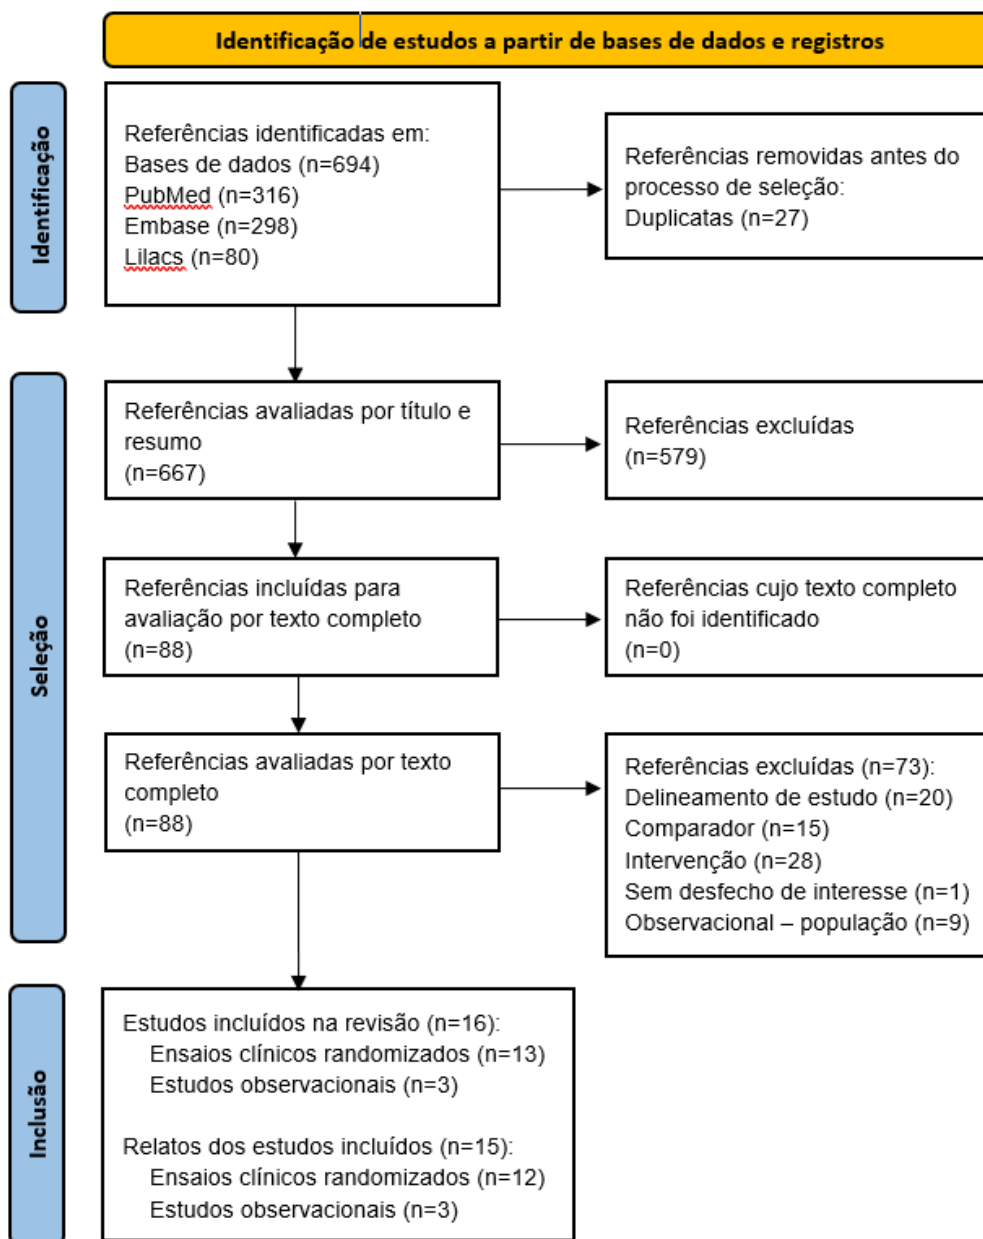 Identificação de estudos a partir de bases de dados e registros
Identificação
Referências identificadas em:
Bases de dados (n=694)
PubMed (n=316)
Embase (n=298)
Lilacs (n=80)
Referências removidas antes do
processo de seleção:
Duplicatas (n=27)
Seleção
Referências avaliadas por título e
resumo
(n=667)
Referências excluídas
(n=579)
Referências incluídas para
avaliação por texto completo
(n=88)
Referências cujo texto completo
não foi identificado
(n=0)
Referências avaliadas por texto
completo
(n=88)
Referências excluídas (n=73):
Delineamento de estudo (n=20)
Comparador (n=15)
Intervenção (n=28)
Sem desfecho de interesse (n=1)
Observacional – população (n=9)
Inclusão
Estudos incluídos na revisão (n=16):
Ensaios clínicos randomizados (n=13)
Estudos observacionais (n=3)
Relatos dos estudos incluídos (n=15):
Ensaios clínicos randomizados (n=12)
Estudos observacionais (n=3)